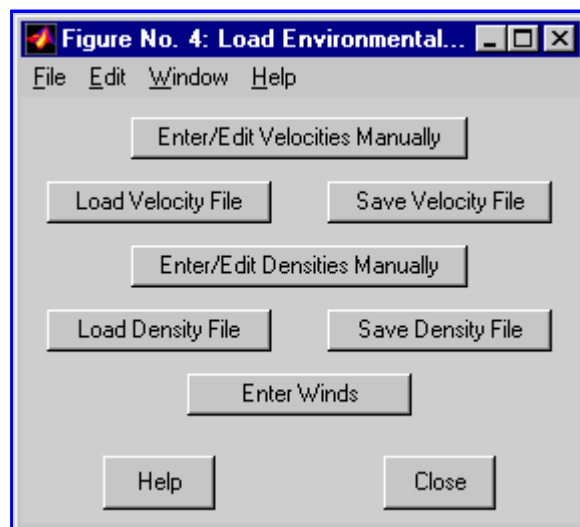 Figure No. 4: Load Environmental...
File Edit Window Help
Enter/Edit Velocities Manually
Load Velocity File Save Velocity File
Enter/Edit Densities Manually
Load Density File Save Density File
Enter Winds
Help Close